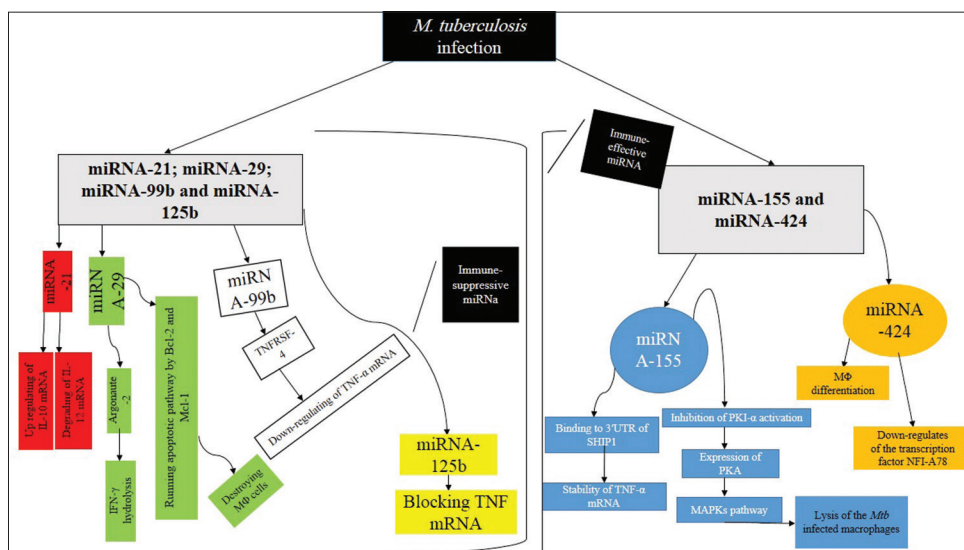 M. tuberculosis
infection
Immune-
effective
miRNA
miRNA-21; miRNA-29;
miRNA-99b and miRNA-
125b
miRNA-155 and
miRNA-424
miRNA
-21
Up regulating of
IL-10 mRNA
Degrading of IL-
12 miRNA
miRN
A-29
Argonaute
-2
IFN-γ
hydrolysis
Running apoptotic pathway by Bcl-2 and
Mcl-1
Destroying
MΦ cells
miRN
A-99b
TNFRSF-
4
Down-regulating of TNF-α mRNA
Immune-
suppressive
miRNa
miRNA-
125b
Blocking TNF
mRNA
miRN
A-155
Binding to 3'UTR of
SHIP1
Stability of TNF-α
mRNA
Inhibition of PKI-α activation
Expression of
PKA
MAPKs pathway
Lysis of the Mtb
infected macrophages
miRNA
-424
MΦ
differentiation
Down-regulates
of the transcription
factor NFI-A78